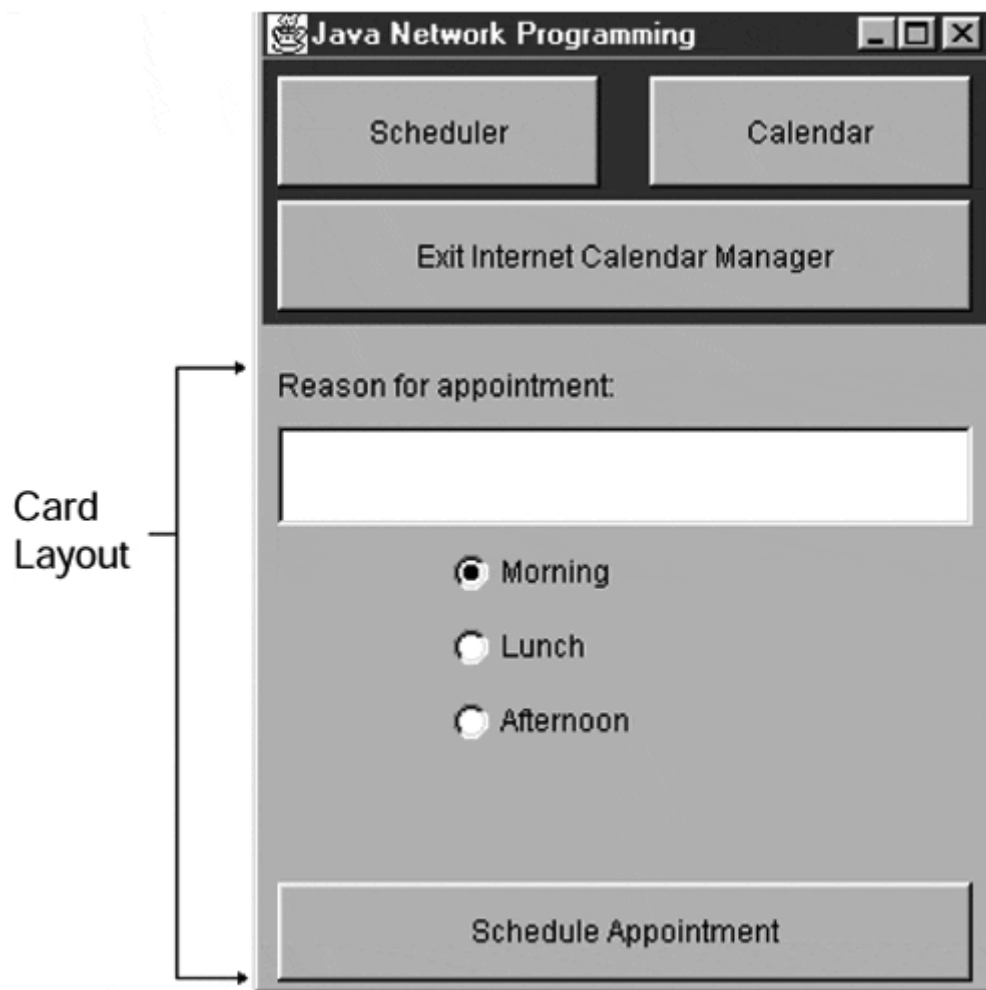 Java Network Programming
Scheduler
Calendar
Exit Internet Calendar Manager
Reason for appointment:
Card
Layout
Morning
Lunch
Afternoon
Schedule Appointment